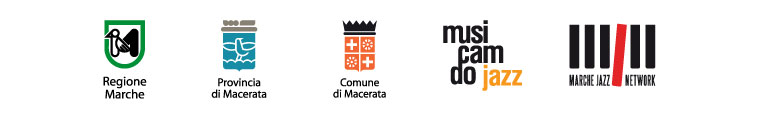 Regione
Marche
Provincia
di Macerata
Comune
di Macerata
musi
cam
do jazz
MARCHE JAZZ NETWORK